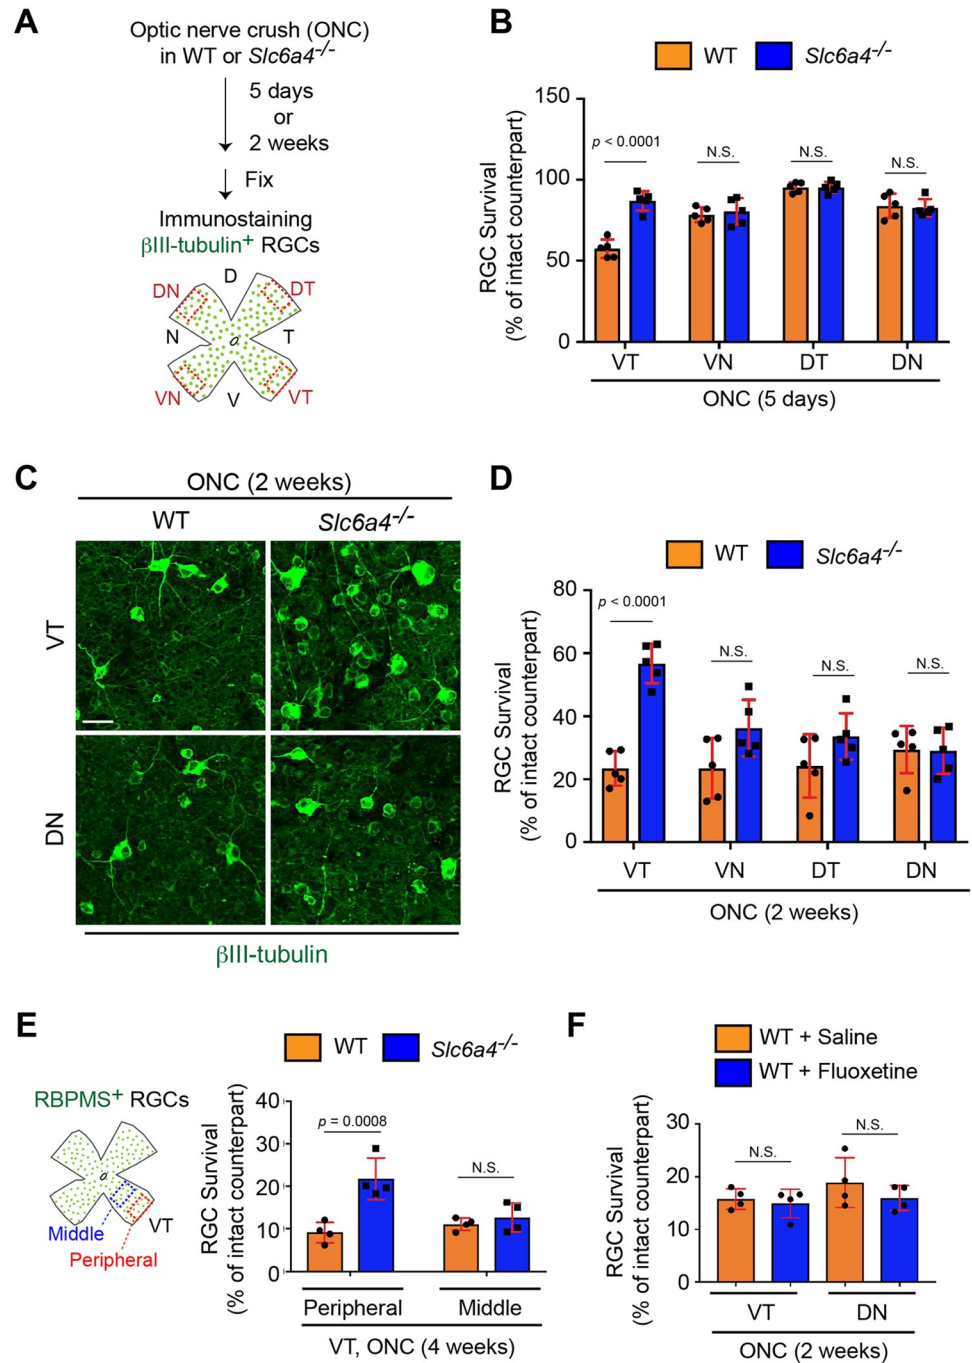 A
Optic nerve crush (ONC)
in WT or Slc6a4-/-
5 days
or
2 weeks
Fix
Immunostaining
βIII-tubulin+ RGCs
D
DN
DT
N
a
T
VN
V
VT
B
WT
Slc6a4-/-
RGC Survival
(% of intact counterpart)
150
100
50
0
p < 0.0001
N.S.
N.S.
N.S.
VT
VN
DT
DN
ONC (5 days)
C
ONC (2 weeks)
WT
Slc6a4-/-
VT
DN
βIII-tubulin
D
WT
Slc6a4-/-
RGC Survival
(% of intact counterpart)
80
60
40
20
0
p < 0.0001
N.S.
N.S.
N.S.
VT
VN
DT
DN
ONC (2 weeks)
E
RBPMS+ RGCs
a
Middle
VT
Peripheral
WT
Slc6a4-/-
RGC Survival
(% of intact counterpart)
40
30
20
10
0
p = 0.0008
N.S.
Peripheral
Middle
VT, ONC (4 weeks)
F
WT + Saline
WT + Fluoxetine
RGC Survival
(% of intact counterpart)
30
20
10
0
N.S.
N.S.
VT
DN
ONC (2 weeks)